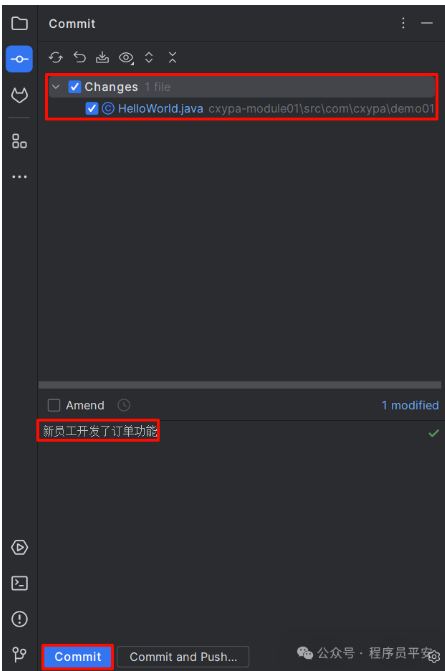 Commit
Changes 1 file
HelloWorld.java cxypa-module01\src\com\cxypa\demo01
Amend
1 modified
新员工开发了订单功能
Commit
Commit and Push...
公众号 · 程序员平安